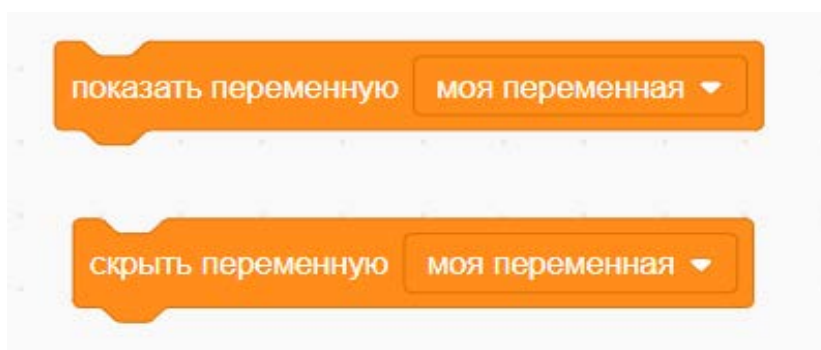 показать переменную моя переменная
скрыть переменную моя переменная